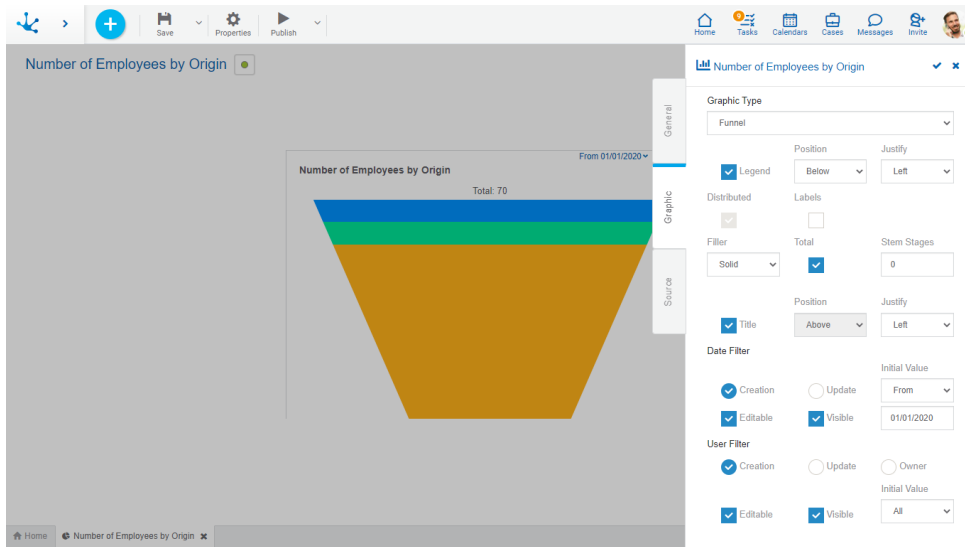 Save
Properties
Publish
Home
9
Tasks
Calendars
Cases
Messages
Invite
Number of Employees by Origin
From 01/01/2020
Number of Employees by Origin
Total: 70
General
Graphic
Source
Number of Employees by Origin
Graphic Type
Funnel
Position Justify
Legend Below Left
Distributed Labels
Filler Total Stem Stages
Solid 0
Position Justify
Title Above Left
Date Filter
Initial Value
Creation Update From
Editable Visible 01/01/2020
User Filter
Creation Update Owner
Initial Value
Editable Visible All
Home Number of Employees by Origin